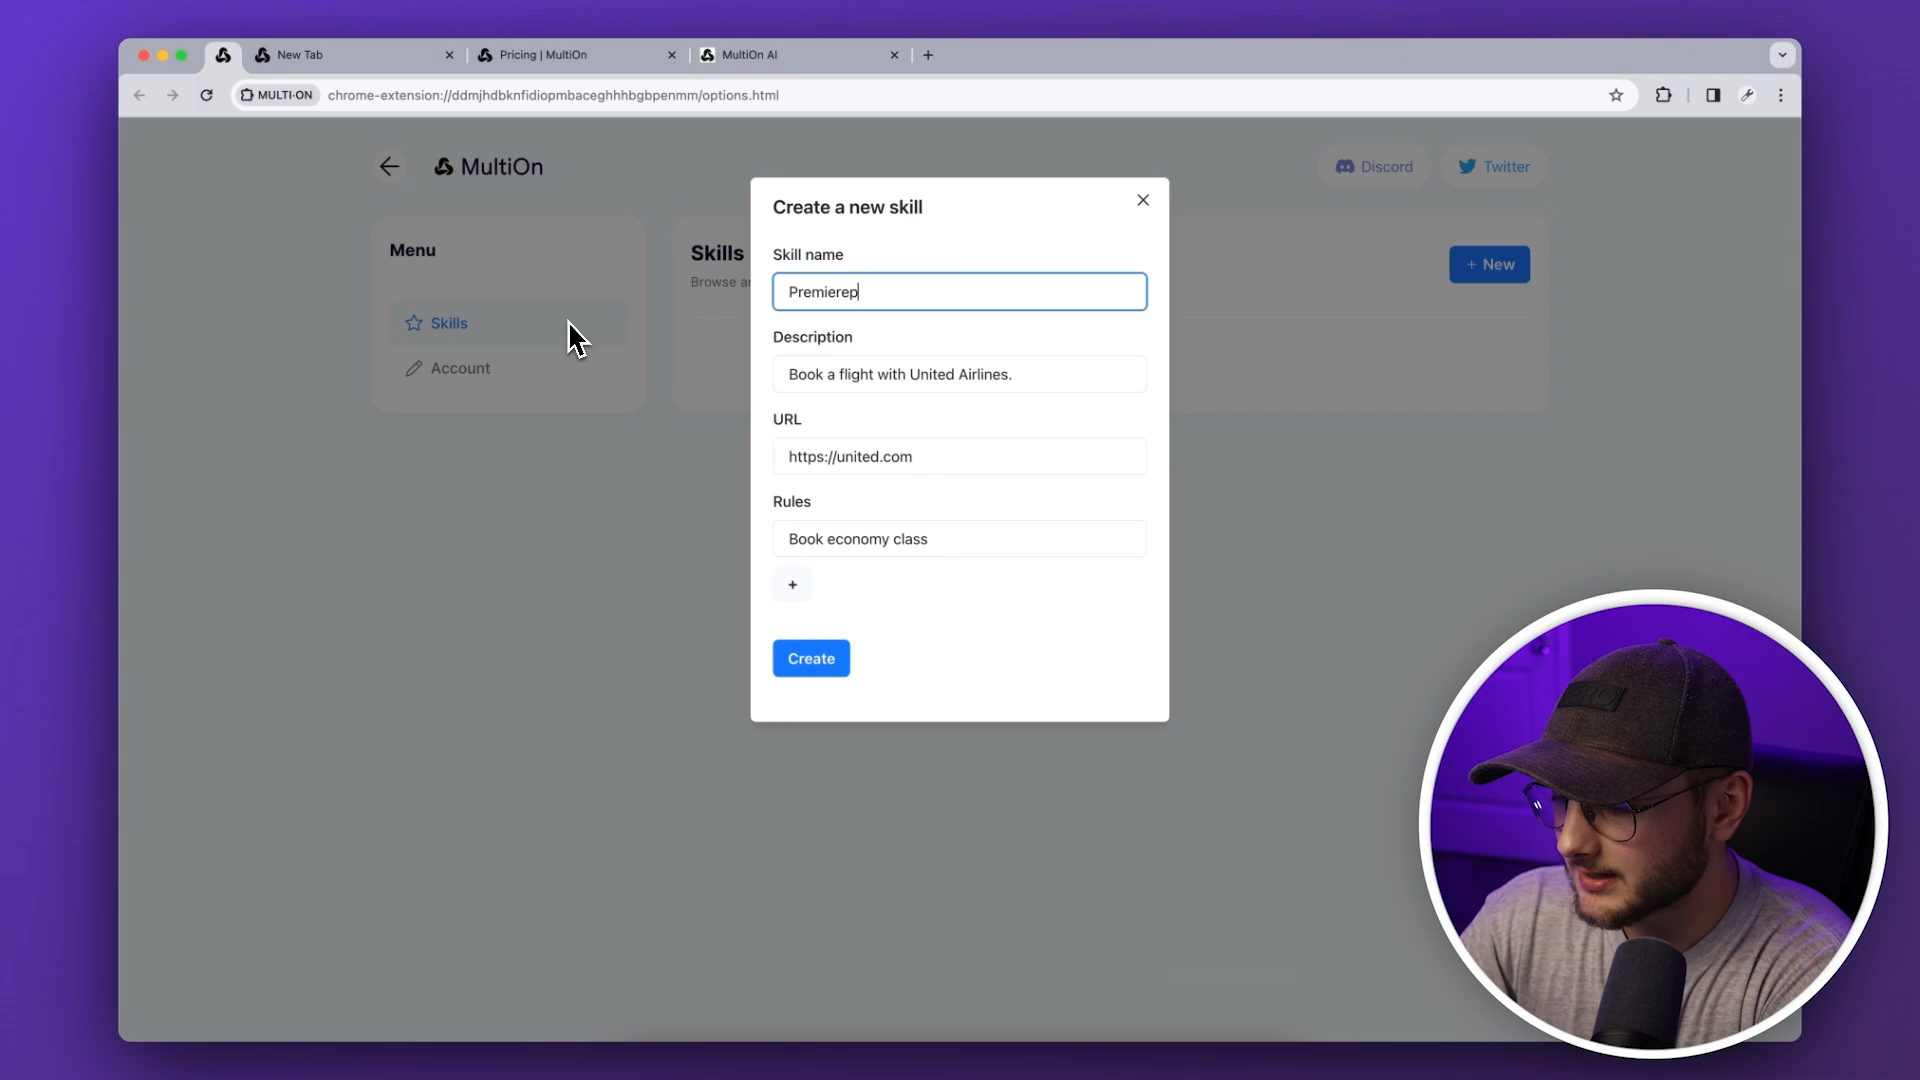 New Tab
Pricing | MultiOn
MultiOn AI
MULTI-ON
chrome-extension://ddmjhdbknfidiopmbaceghhhbgbpenmm/options.html
MultiOn
Discord
Twitter
Menu
Skills
Account
Skills
Browse
+ New
Create a new skill
Skill name
Premierep
Description
Book a flight with United Airlines.
URL
https://united.com
Rules
Book economy class
+
Create